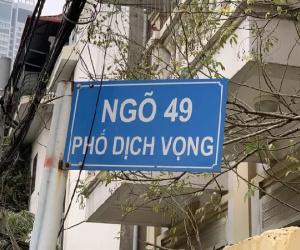 NGÕ 49
PHỐ DỊCH VỌNG